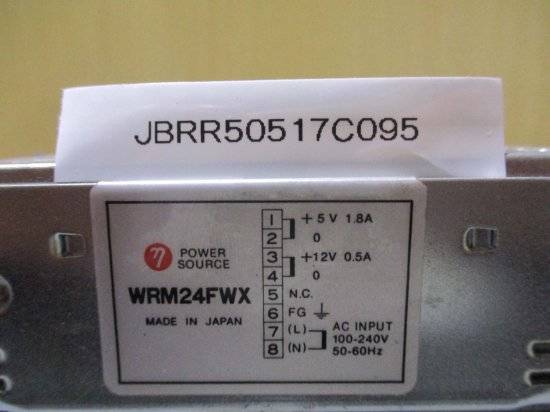 JBRR50517C095
η POWER SOURCE
WRM24FWX
MADE IN JAPAN
1 +5V 1.8A
2 0
3 +12V 0.5A
4 0
5 N.C.
6 FG
7 (L) AC INPUT
100-240V
8 (N) 50-60Hz